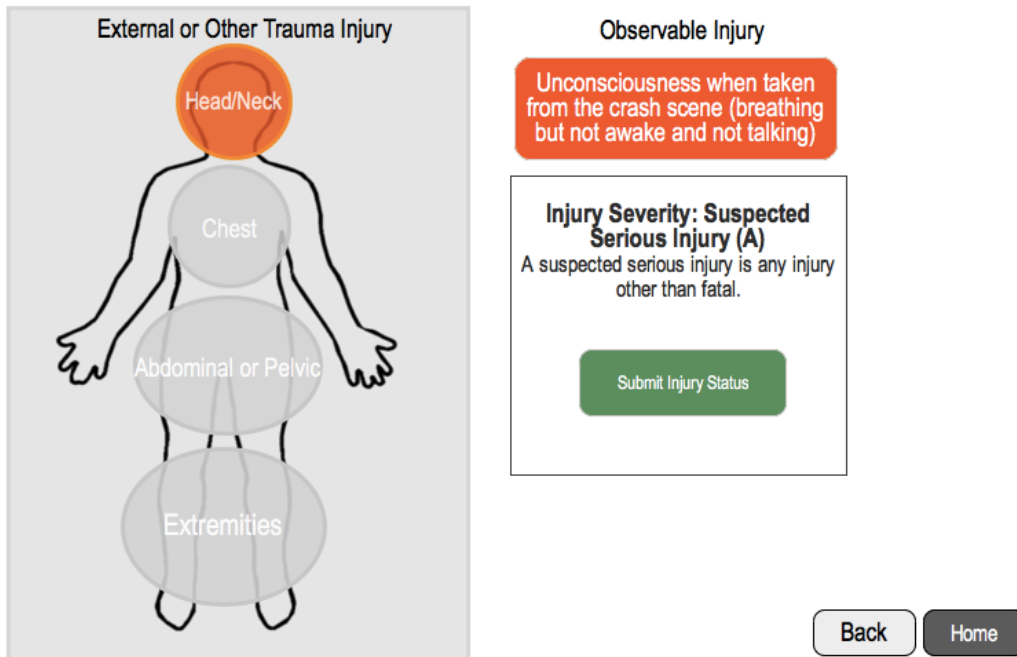 External or Other Trauma Injury
Head/Neck
Chest
Abdominal or Pelvic
Extremities
Observable Injury
Unconsciousness when taken
from the crash scene (breathing
but not awake and not talking)
Injury Severity: Suspected
Serious Injury (A)
A suspected serious injury is any injury
other than fatal.
Submit Injury Status
Back
Home